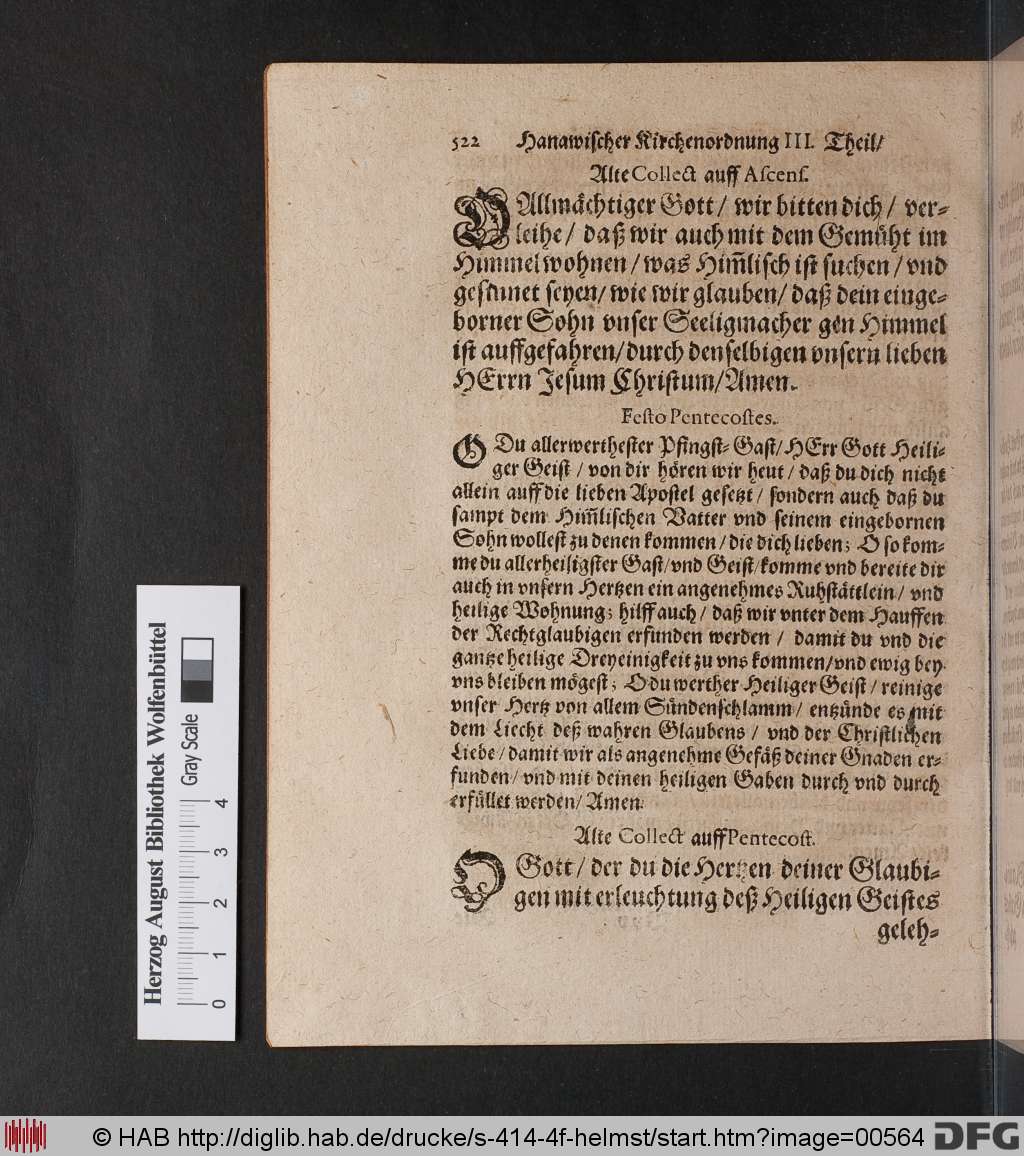 522 Hanawischer Kirchenordnung III. Theil/
Alte Collect auff Ascens.
O Allmächtiger Gott/ wir bitten dich/ ver-
leihe/ daß wir auch mit dem Gemüht im
Himmel wohnen/ was Him̃lisch ist suchen/ vnd
gesinnet seyen/ wie wir glauben/ daß dein einge-
borner Sohn vnser Seeligmacher gen Himmel
ist auffgefahren/ durch denselbigen vnsern lieben
HErrn Jesum Christum/ Amen.
Festo Pentecostes.
O Du allerwerthester Pfingst-Gast/ HErr Gott Heili-
ger Geist/ von dir hören wir heut/ daß du dich nicht
allein auff die lieben Apostel gesetzt/ sondern auch daß du
sampt dem Him̃lischen Vatter vnd seinem eingebornen
Sohn wollest zu denen kommen/ die dich lieben; O so kom-
me du allerheiligster Gast/ vnd Geist/ komme vnd bereite dir
auch in vnsern Hertzen ein angenehmes Ruhstättlein/ vnd
heilige Wohnung; hilff auch/ daß wir vnter dem Hauffen
der Rechtglaubigen erfunden werden/ damit du vnd die
gantze heilige Dreyeinigkeit zu vns kommen/ vnd ewig bey
vns bleiben mögest; O du werther Heiliger Geist/ reinige
vnser Hertz von allem Sündenschlamm/ entzünde es mit
dem Liecht deß wahren Glaubens/ vnd der Christlichen
Liebe/ damit wir als angenehme Gefäß deiner Gnaden er-
funden/ vnd mit deinen heiligen Gaben durch vnd durch
erfüllet werden/ Amen.
Alte Collect auff Pentecost.
O Gott/ der du die Hertzen deiner Glaubi-
gen mit erleuchtung deß Heiligen Geistes
geleh-
Herzog August Bibliothek Wolfenbüttel
Gray Scale
0 1 2 3 4
© HAB http://diglib.hab.de/drucke/s-414-4f-helmst/start.htm?image=00564 DFG